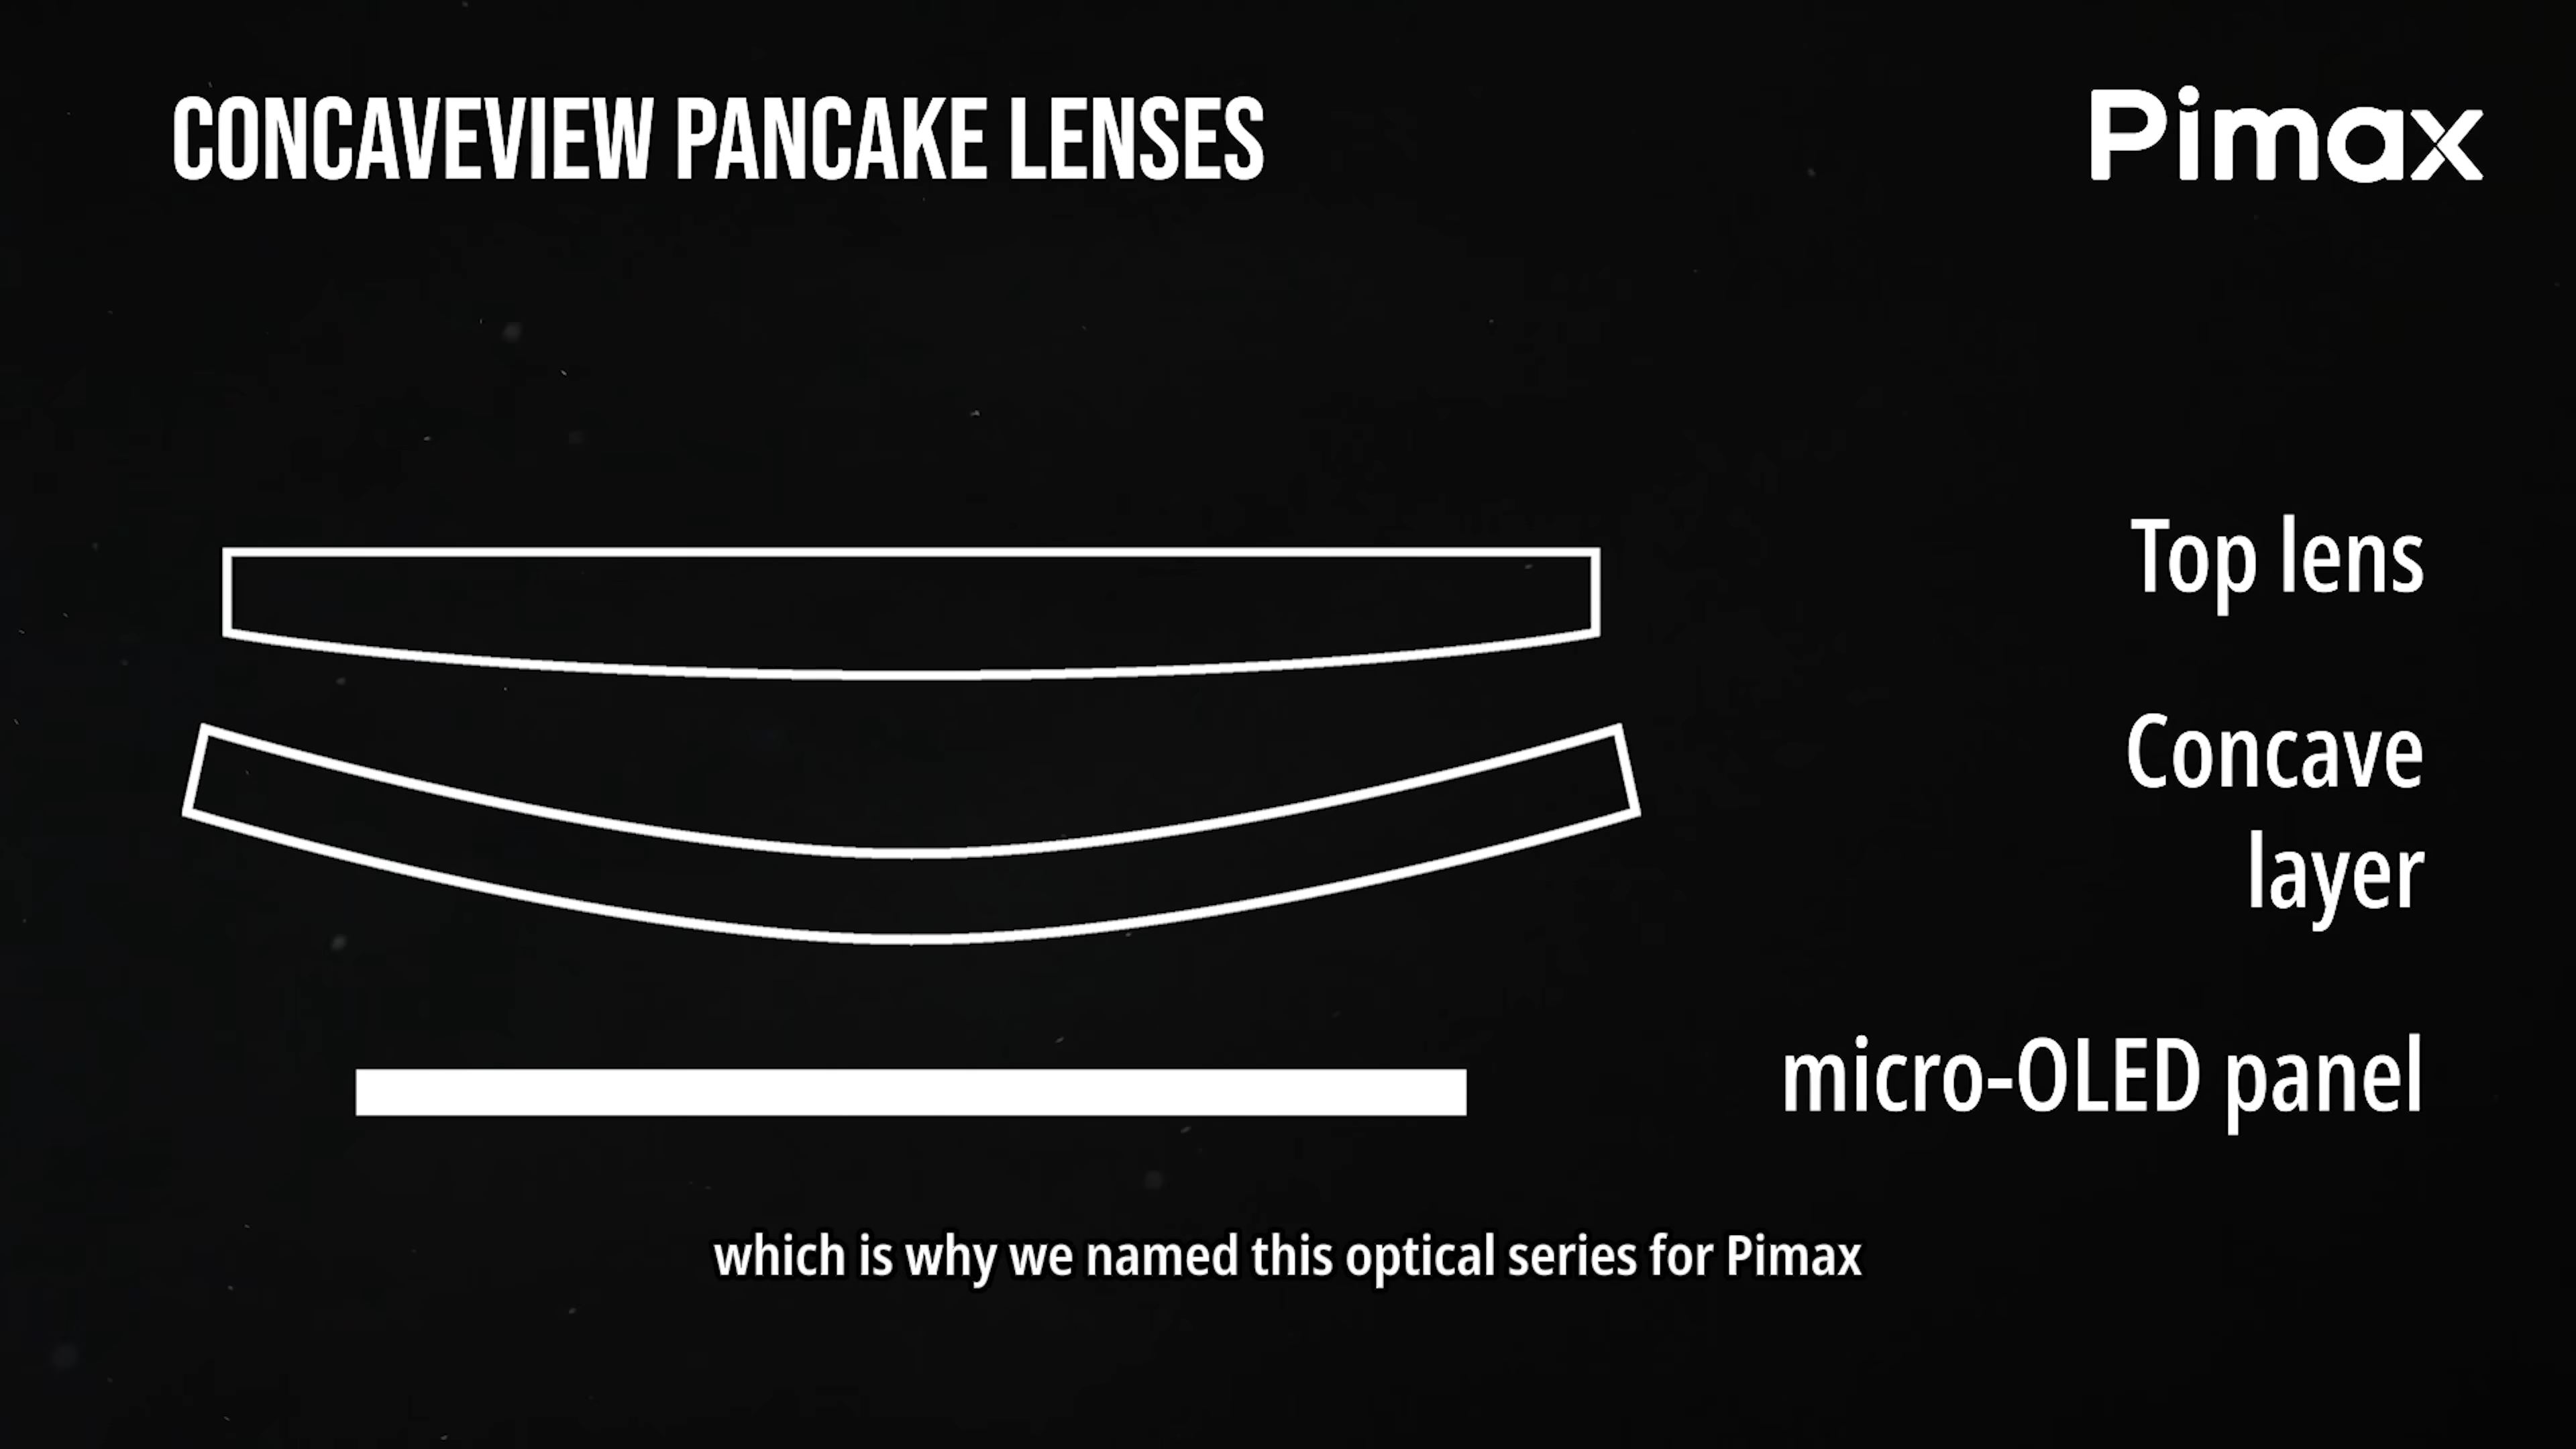 CONCAVEVIEW PANCAKE LENSES
Pimax
Top lens
Concave
layer
micro-OLED panel
which is why we named this optical series for Pimax